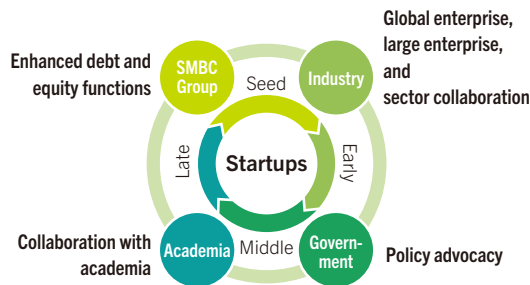 Enhanced debt and
equity functions
SMBC
Group
Seed
Industry
Global enterprise,
large enterprise,
and
sector collaboration
Late
Startups
Early
Collaboration with
academia
Academia
Middle
Govern-
ment
Policy advocacy